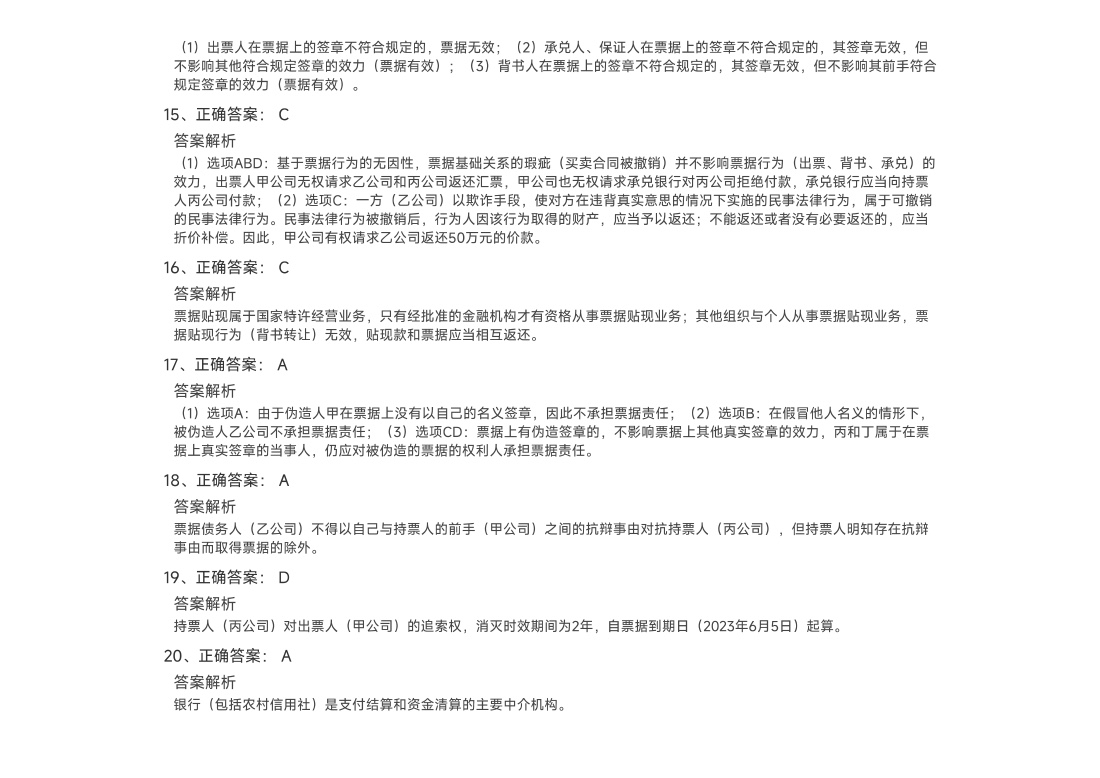 （1）出票人在票据上的签章不符合规定的，票据无效；（2）承兑人、保证人在票据上的签章不符合规定的，其签章无效，但
不影响其他符合规定签章的效力（票据有效）；（3）背书人在票据上的签章不符合规定的，其签章无效，但不影响其前手符合
规定签章的效力（票据有效）。
15、正确答案： C
答案解析
（1）选项ABD：基于票据行为的无因性，票据基础关系的瑕疵（买卖合同被撤销）并不影响票据行为（出票、背书、承兑）的
效力，出票人甲公司无权请求乙公司和丙公司返还汇票，甲公司也无权请求承兑银行对丙公司拒绝付款，承兑银行应当向持票
人丙公司付款；（2）选项C：一方（乙公司）以欺诈手段，使对方在违背真实意思的情况下实施的民事法律行为，属于可撤销
的民事法律行为。民事法律行为被撤销后，行为人因该行为取得的财产，应当予以返还；不能返还或者没有必要返还的，应当
折价补偿。因此，甲公司有权请求乙公司返还50万元的价款。
16、正确答案： C
答案解析
票据贴现属于国家特许经营业务，只有经批准的金融机构才有资格从事票据贴现业务；其他组织与个人从事票据贴现业务，票
据贴现行为（背书转让）无效，贴现款和票据应当相互返还。
17、正确答案： A
答案解析
（1）选项A：由于伪造人甲在票据上没有以自己的名义签章，因此不承担票据责任；（2）选项B：在假冒他人名义的情形下，
被伪造人乙公司不承担票据责任；（3）选项CD：票据上有伪造签章的，不影响票据上其他真实签章的效力，丙和丁属于在票
据上真实签章的当事人，仍应对被伪造的票据的权利人承担票据责任。
18、正确答案： A
答案解析
票据债务人（乙公司）不得以自己与持票人的前手（甲公司）之间的抗辩事由对抗持票人（丙公司），但持票人明知存在抗辩
事由而取得票据的除外。
19、正确答案： D
答案解析
持票人（丙公司）对出票人（甲公司）的追索权，消灭时效期间为2年，自票据到期日（2023年6月5日）起算。
20、正确答案： A
答案解析
银行（包括农村信用社）是支付结算和资金清算的主要中介机构。